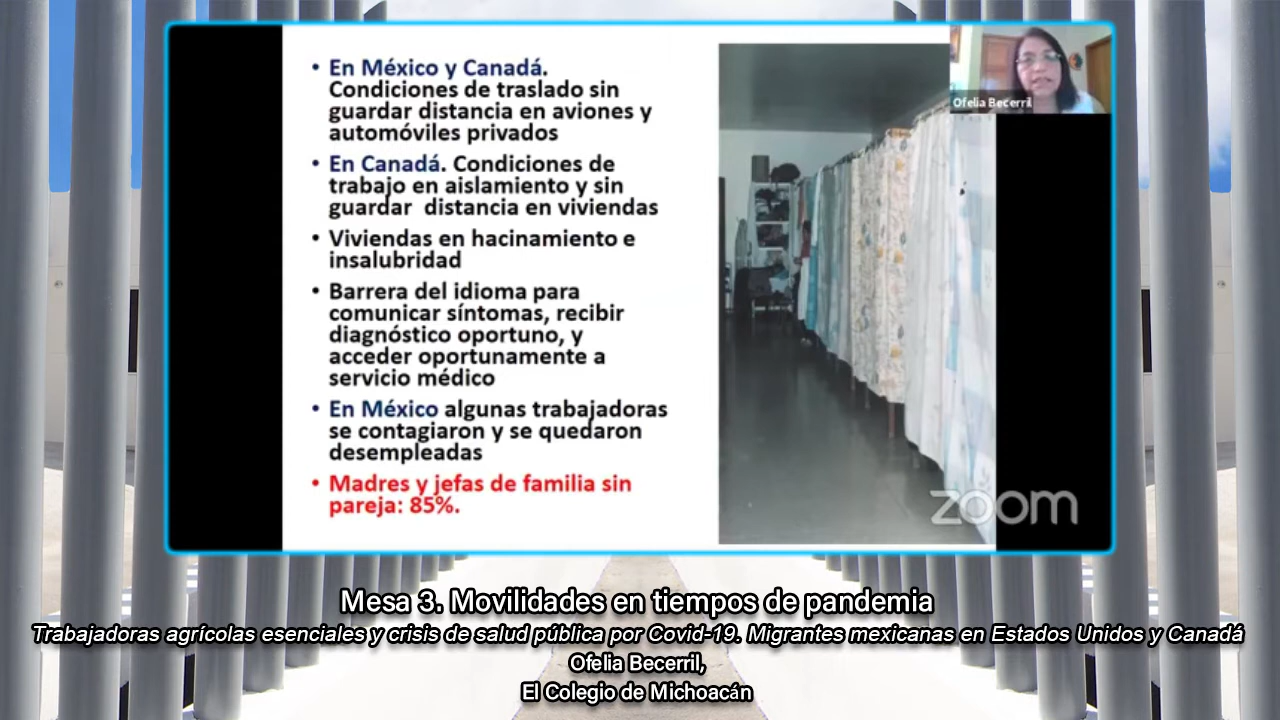 • En México y Canadá.
Condiciones de traslado sin
guardar distancia en aviones y
automóviles privados
• En Canadá. Condiciones de
trabajo en aislamiento y sin
guardar distancia en viviendas
• Viviendas en hacinamiento e
insalubridad
• Barrera del idioma para
comunicar síntomas, recibir
diagnóstico oportuno, y
acceder oportunamente a
servicio médico
• En México algunas trabajadoras
se contagiaron y se quedaron
desempleadas
• Madres y jefas de familia sin
pareja: 85%.
Ofelia Becerril
zoom
Mesa 3. Movilidades en tiempos de pandemia
Trabajadoras agrícolas esenciales y crisis de salud pública por Covid-19. Migrantes mexicanas en Estados Unidos y Canadá
Ofelia Becerril,
El Colegio de Michoacán